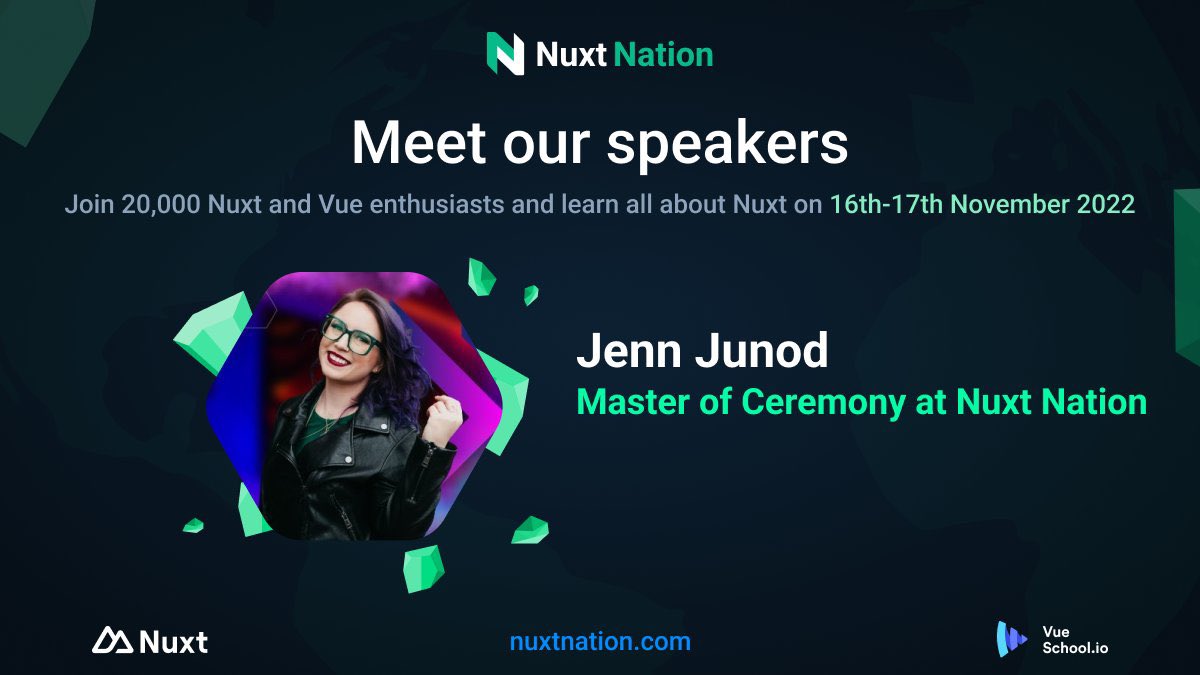 Nuxt Nation
Meet our speakers
Join 20,000 Nuxt and Vue enthusiasts and learn all about Nuxt on 16th-17th November 2022
Jenn Junod
Master of Ceremony at Nuxt Nation
Nuxt
nuxtnation.com
Vue
School.io